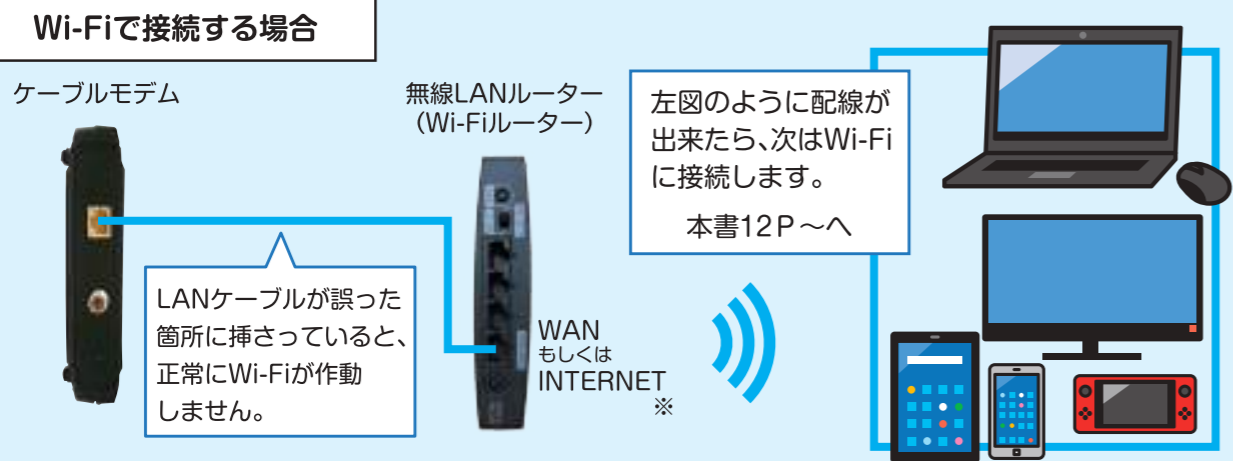 Wi-Fiで接続する場合
ケーブルモデム
無線LANルーター
（Wi-Fiルーター）
左図のように配線が
出来たら、次はWi-Fi
に接続します。
本書12P～へ
LANケーブルが誤った
箇所に挿さっていると、
正常にWi-Fiが作動
しません。
WAN
もしくは
INTERNET
※